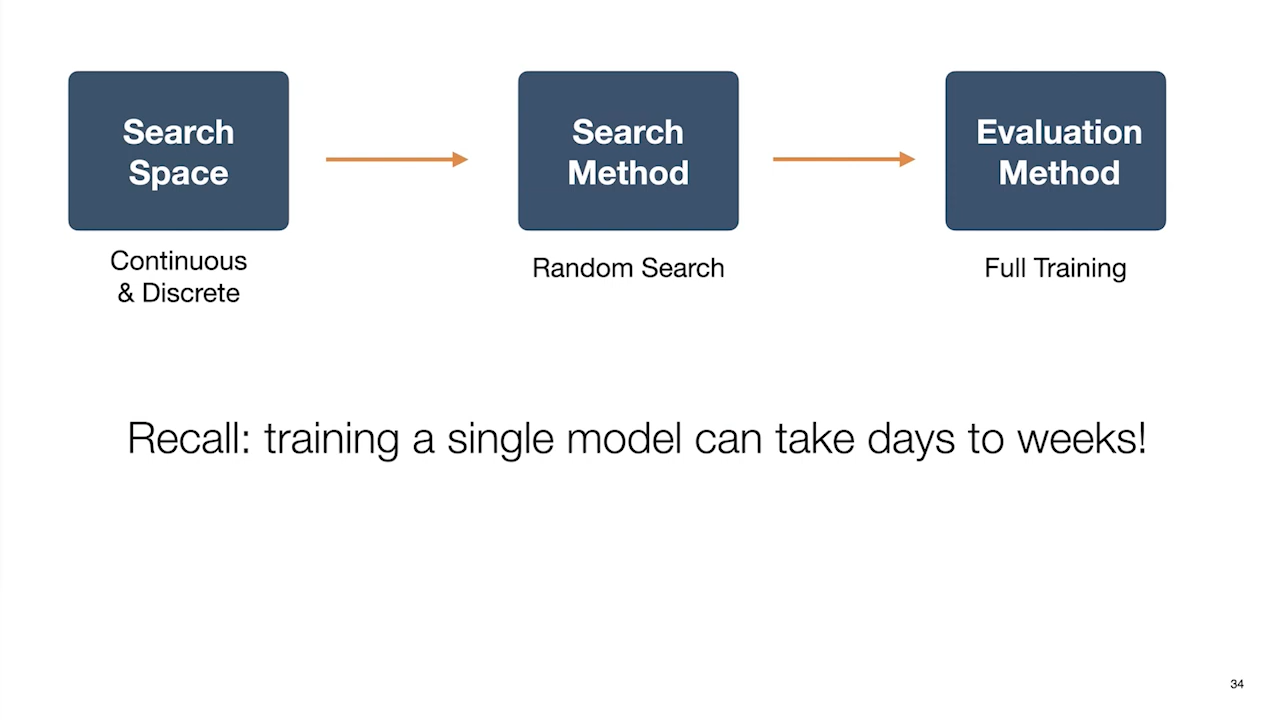 Search
Space
Search
Method
Evaluation
Method
Continuous
& Discrete
Random Search
Full Training
Recall: training a single model can take days to weeks!
34